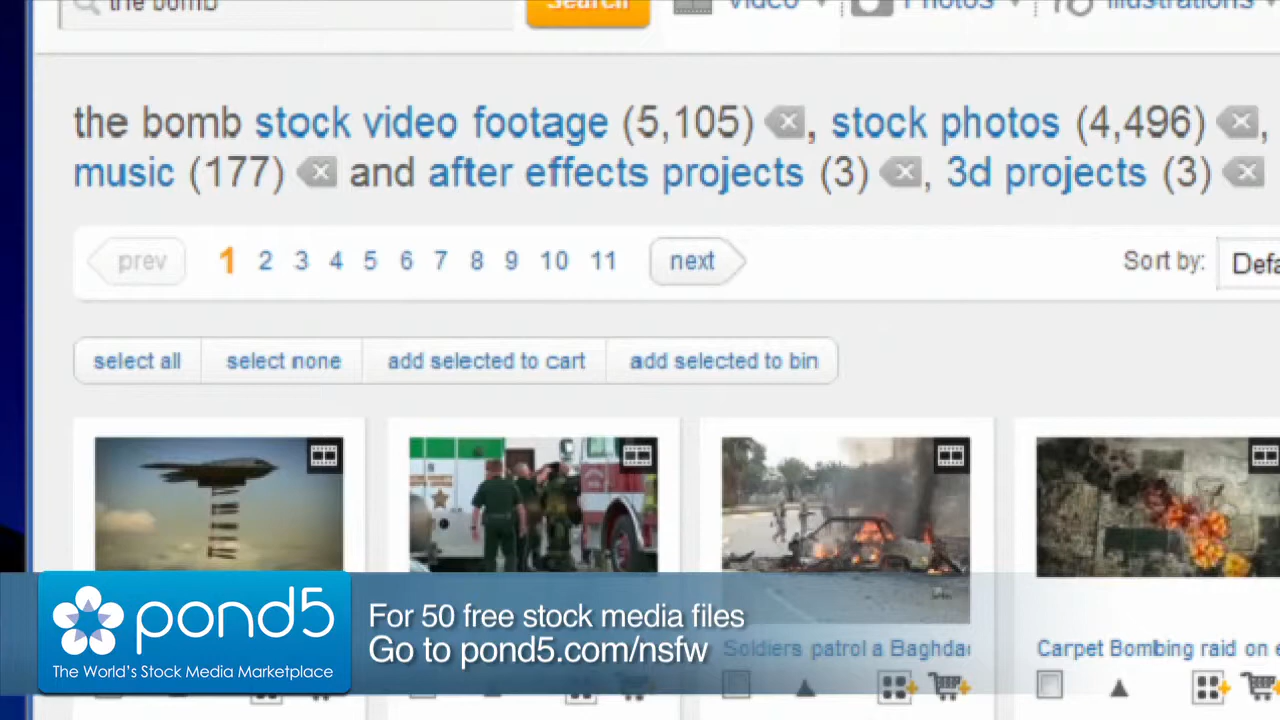 the bomb
Search
Video
Photos
Illustrations
the bomb stock video footage (5,105) , stock photos (4,496) ,
music (177) and after effects projects (3) , 3d projects (3)
prev 1 2 3 4 5 6 7 8 9 10 11 next
Sort by:
Defa
select all
select none
add selected to cart
add selected to bin
pond5
The World's Stock Media Marketplace
For 50 free stock media files
Go to pond5.com/nsfw
Soldiers patrol a Baghdad
Carpet Bombing raid on e